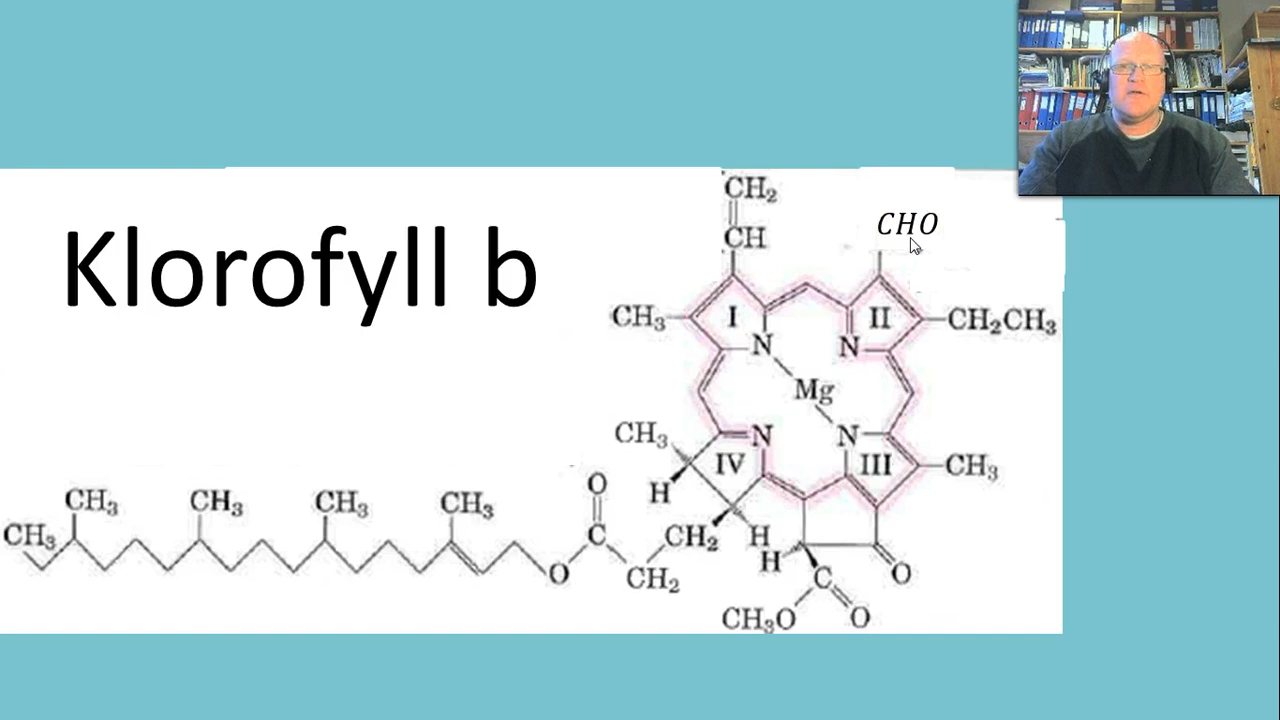 Klorofyll b
CH₂
CH
CHO
CH₃
I
II
CH₂CH₃
N
N
Mg
CH₃
N
N
IV
III
CH₃
H
O
CH₃
CH₃
CH₃
CH₃
CH₃
C
CH₂
H
H
O
CH₂
O
C
CH₃O
O